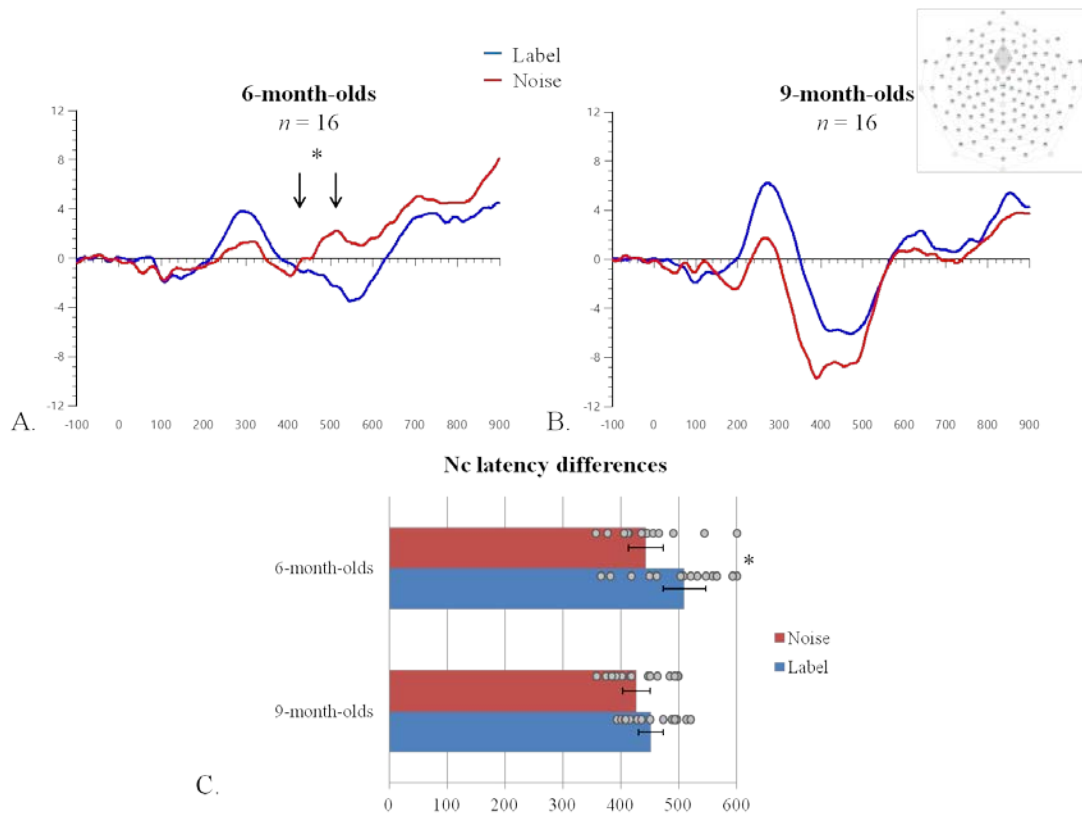 Label
Noise
6-month-olds
n = 16
*
12
8
4
0
-4
-8
-12
-100 0 100 200 300 400 500 600 700 800 900
A.
9-month-olds
n = 16
12
8
4
0
-4
-8
-12
-100 0 100 200 300 400 500 600 700 800 900
B.
Nc latency differences
6-month-olds
*
9-month-olds
Noise
Label
0 100 200 300 400 500 600
C.